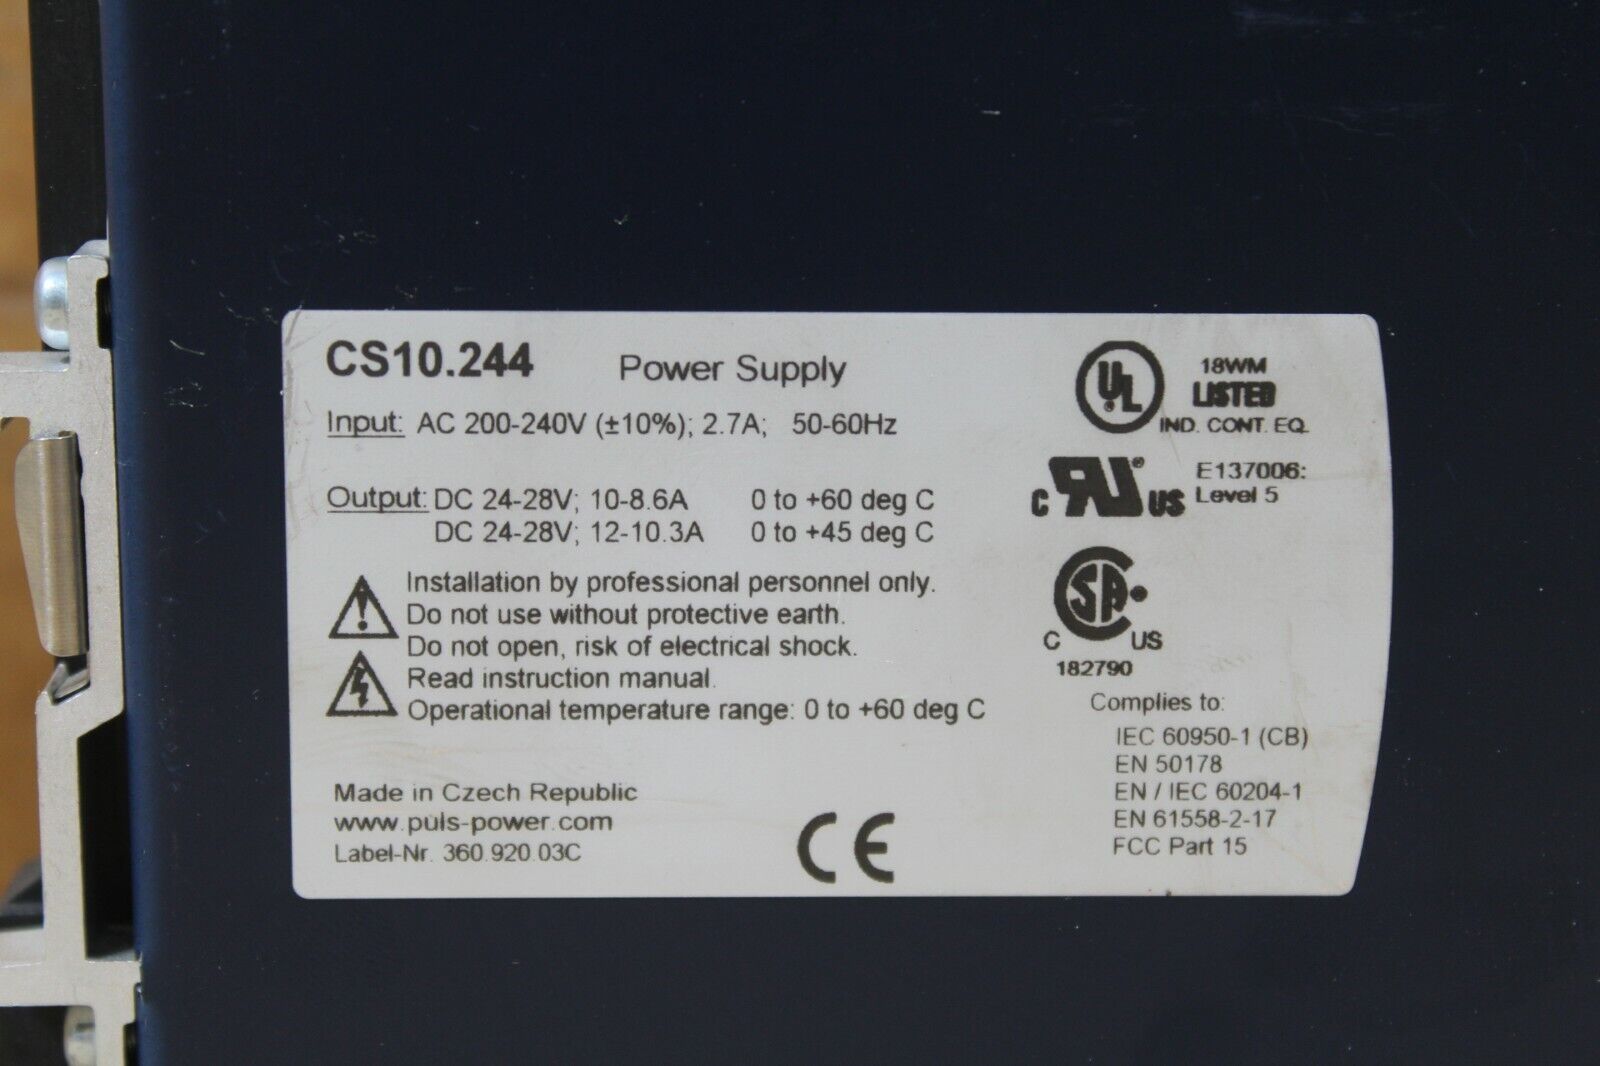 CS10.244 Power Supply
Input: AC 200-240V (±10%); 2.7A; 50-60Hz
Output: DC 24-28V; 10-8.6A 0 to +60 deg C
DC 24-28V; 12-10.3A 0 to +45 deg C
Installation by professional personnel only.
Do not use without protective earth.
Do not open, risk of electrical shock.
Read instruction manual.
Operational temperature range: 0 to +60 deg C
Made in Czech Republic
www.puls-power.com
Label-Nr. 360.920.03C
CE
UL ®
18WM
LISTED
IND. CONT. EQ.
C RU ® US
E137006:
Level 5
SA ®
C US
182790
Complies to:
IEC 60950-1 (CB)
EN 50178
EN / IEC 60204-1
EN 61558-2-17
FCC Part 15